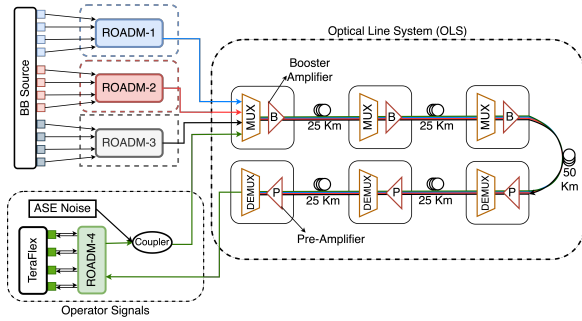 Optical Line System (OLS)
BB Source
ROADM-1
ROADM-2
ROADM-3
Booster
Amplifier
MUX
B
25 Km
MUX
B
25 Km
MUX
B
50
Km
DEMUX
P
25 Km
DEMUX
P
25 Km
DEMUX
P
Pre-Amplifier
ASE Noise
TeraFlex
ROADM-4
Coupler
Operator Signals